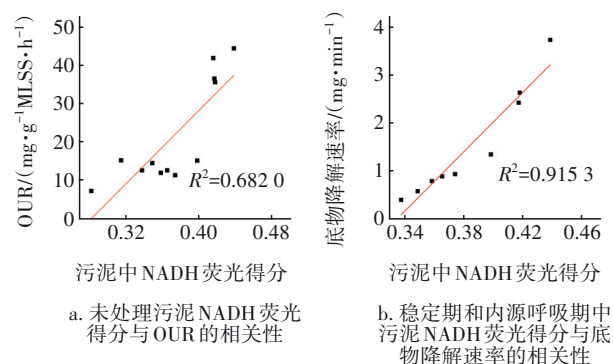 50
40
30
20
10
0
OUR/(mg·g⁻¹MLSS·h⁻¹)
R²=0.682 0
0.32
0.40
0.48
污泥中NADH荧光得分
a. 未处理污泥NADH荧光
得分与OUR的相关性
4
3
2
1
0
底物降解速率/(mg·min⁻¹)
R²=0.915 3
0.34
0.38
0.42
0.46
污泥中NADH荧光得分
b. 稳定期和内源呼吸期中
污泥NADH荧光得分与底
物降解速率的相关性